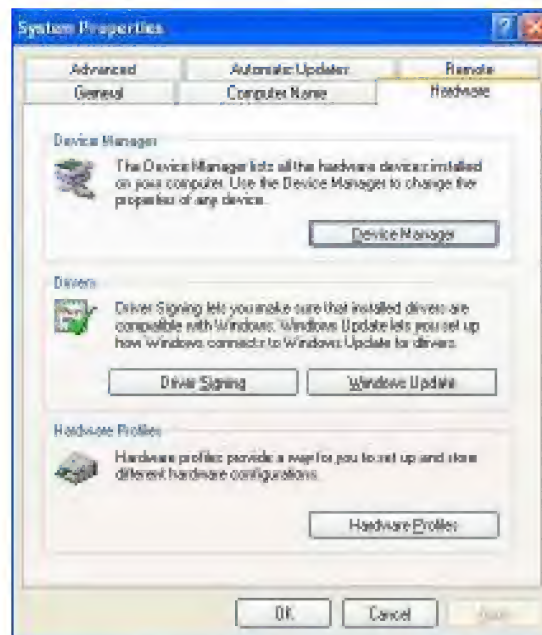 System Properties
Advanced Automatic Updates Remote
General Computer Name Hardware
Device Manager
The Device Manager lists all the hardware devices installed
on your computer. Use the Device Manager to change the
properties of any device.
Device Manager
Drivers
Driver Signing lets you make sure that installed drivers are
compatible with Windows. Windows Update lets you set up
how Windows connects to Windows Update for drivers.
Driver Signing Windows Update
Hardware Profiles
Hardware profiles provide a way for you to set up and store
different hardware configurations.
Hardware Profiles
OK Cancel